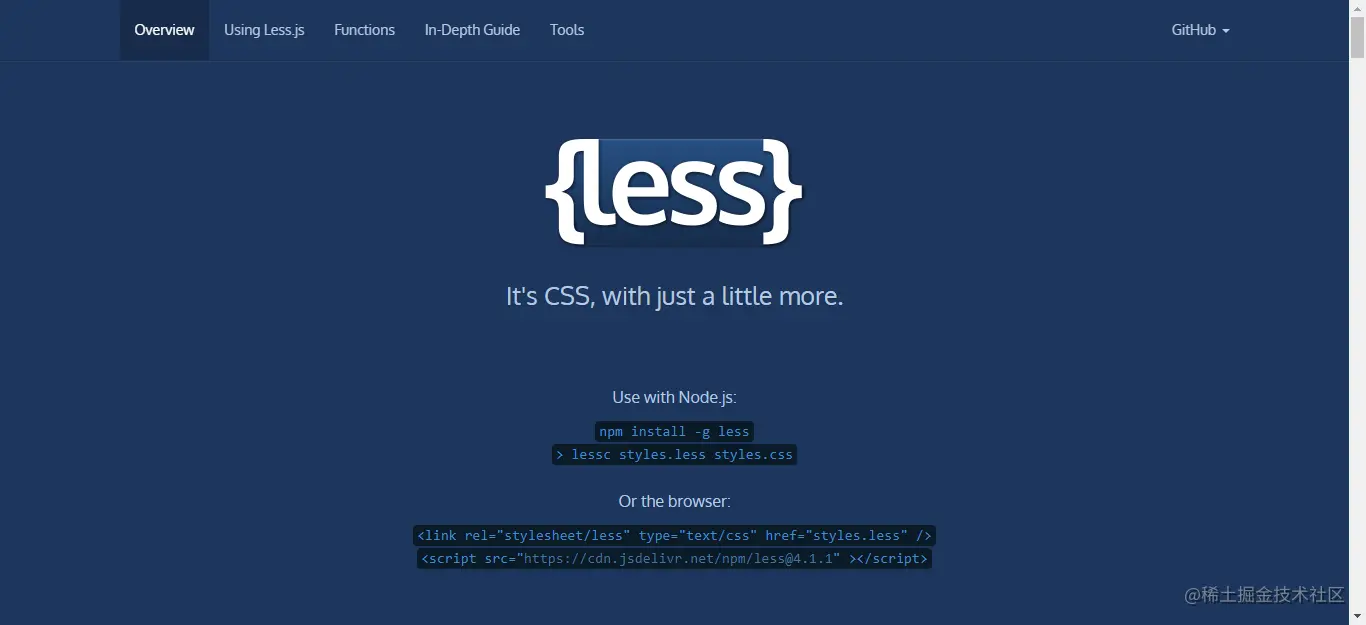 Overview Using Less.js Functions In-Depth Guide Tools GitHub
{less}
It's CSS, with just a little more.
Use with Node.js:
npm install -g less
> lessc styles.less styles.css
Or the browser:
<link rel="stylesheet/less" type="text/css" href="styles.less" />
<script src="https://cdn.jsdelivr.net/npm/less@4.1.1" ></script>
@稀土掘金技术社区